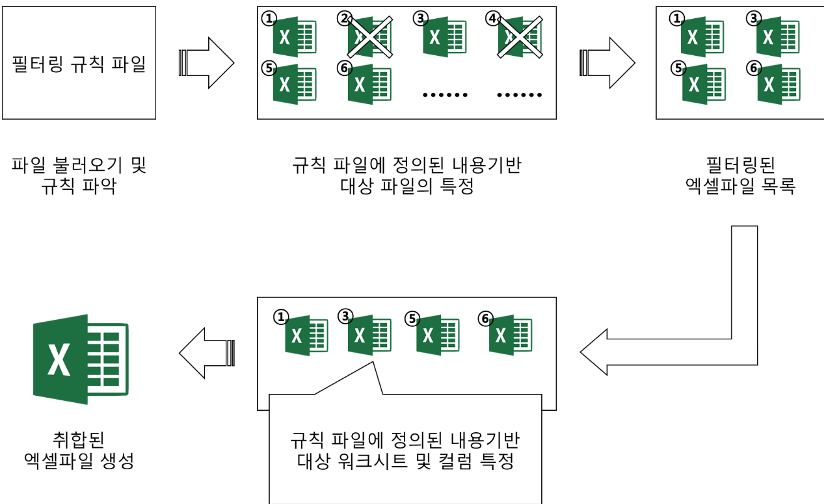 필터링 규칙 파일
① ② ③ ④
⑤ ⑥ ...... ......
① ③
⑤ ⑥
파일 불러오기 및
규칙 파악
규칙 파일에 정의된 내용기반
대상 파일의 특정
필터링된
엑셀파일 목록
① ③ ⑤ ⑥
규칙 파일에 정의된 내용기반
대상 워크시트 및 컬럼 특정
취합된
엑셀파일 생성